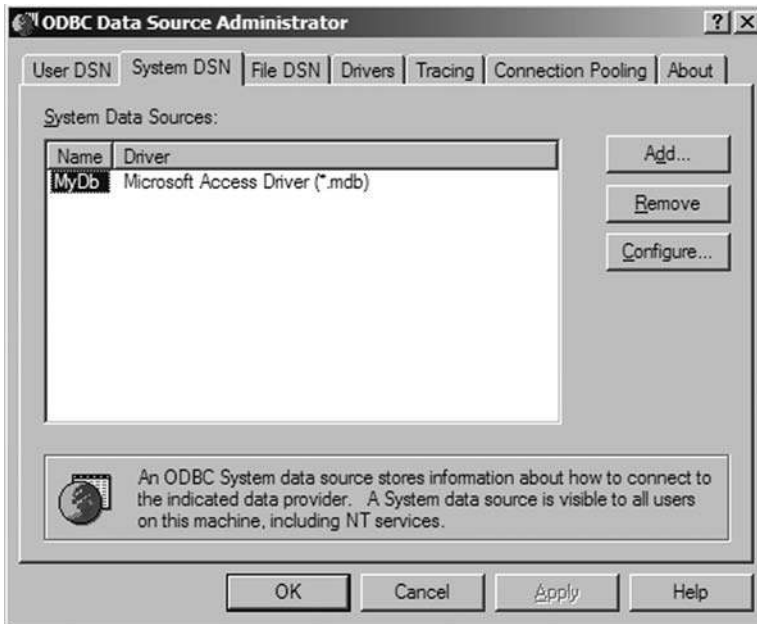 ODBC Data Source Administrator
User DSN System DSN File DSN Drivers Tracing Connection Pooling About
System Data Sources:
Name Driver
MyDb Microsoft Access Driver (*.mdb)
Add...
Remove
Configure...
An ODBC System data source stores information about how to connect to
the indicated data provider. A System data source is visible to all users
on this machine, including NT services.
OK Cancel Apply Help